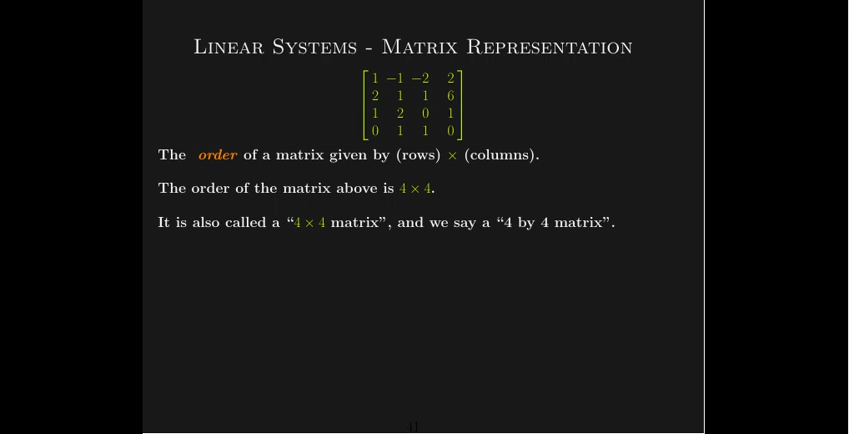 Linear Systems - Matrix Representation
1 −1 −2 2
2 1 1 6
1 2 0 1
0 1 1 0
The order of a matrix given by (rows) × (columns).
The order of the matrix above is 4 × 4.
It is also called a “4 × 4 matrix”, and we say a “4 by 4 matrix”.